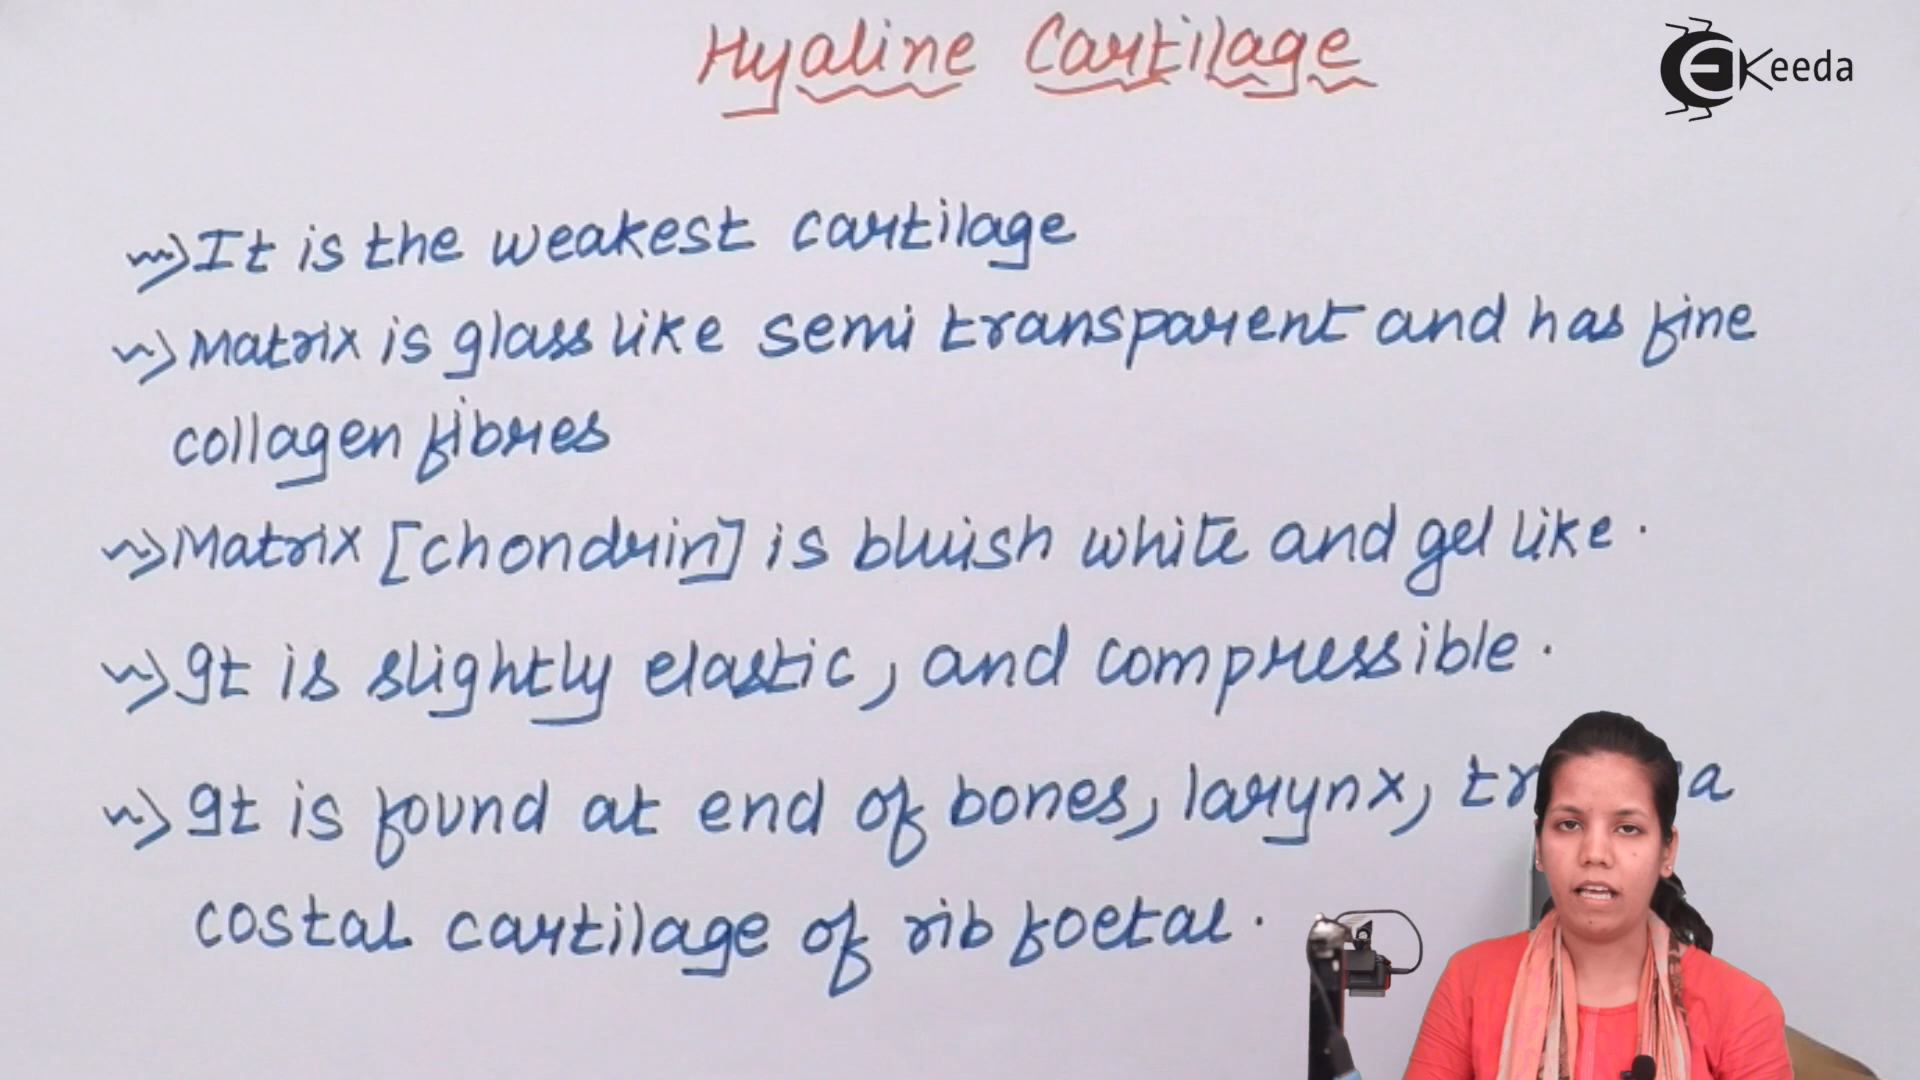 Hyaline Cartilage
EKeeda
It is the weakest cartilage
Matrix is glass like semi transparent and has fine
collagen fibres
Matrix [chondrin] is bluish white and gel like.
It is slightly elastic, and compressible.
It is found at end of bones, larynx,
costal cartilage of rib foetal.